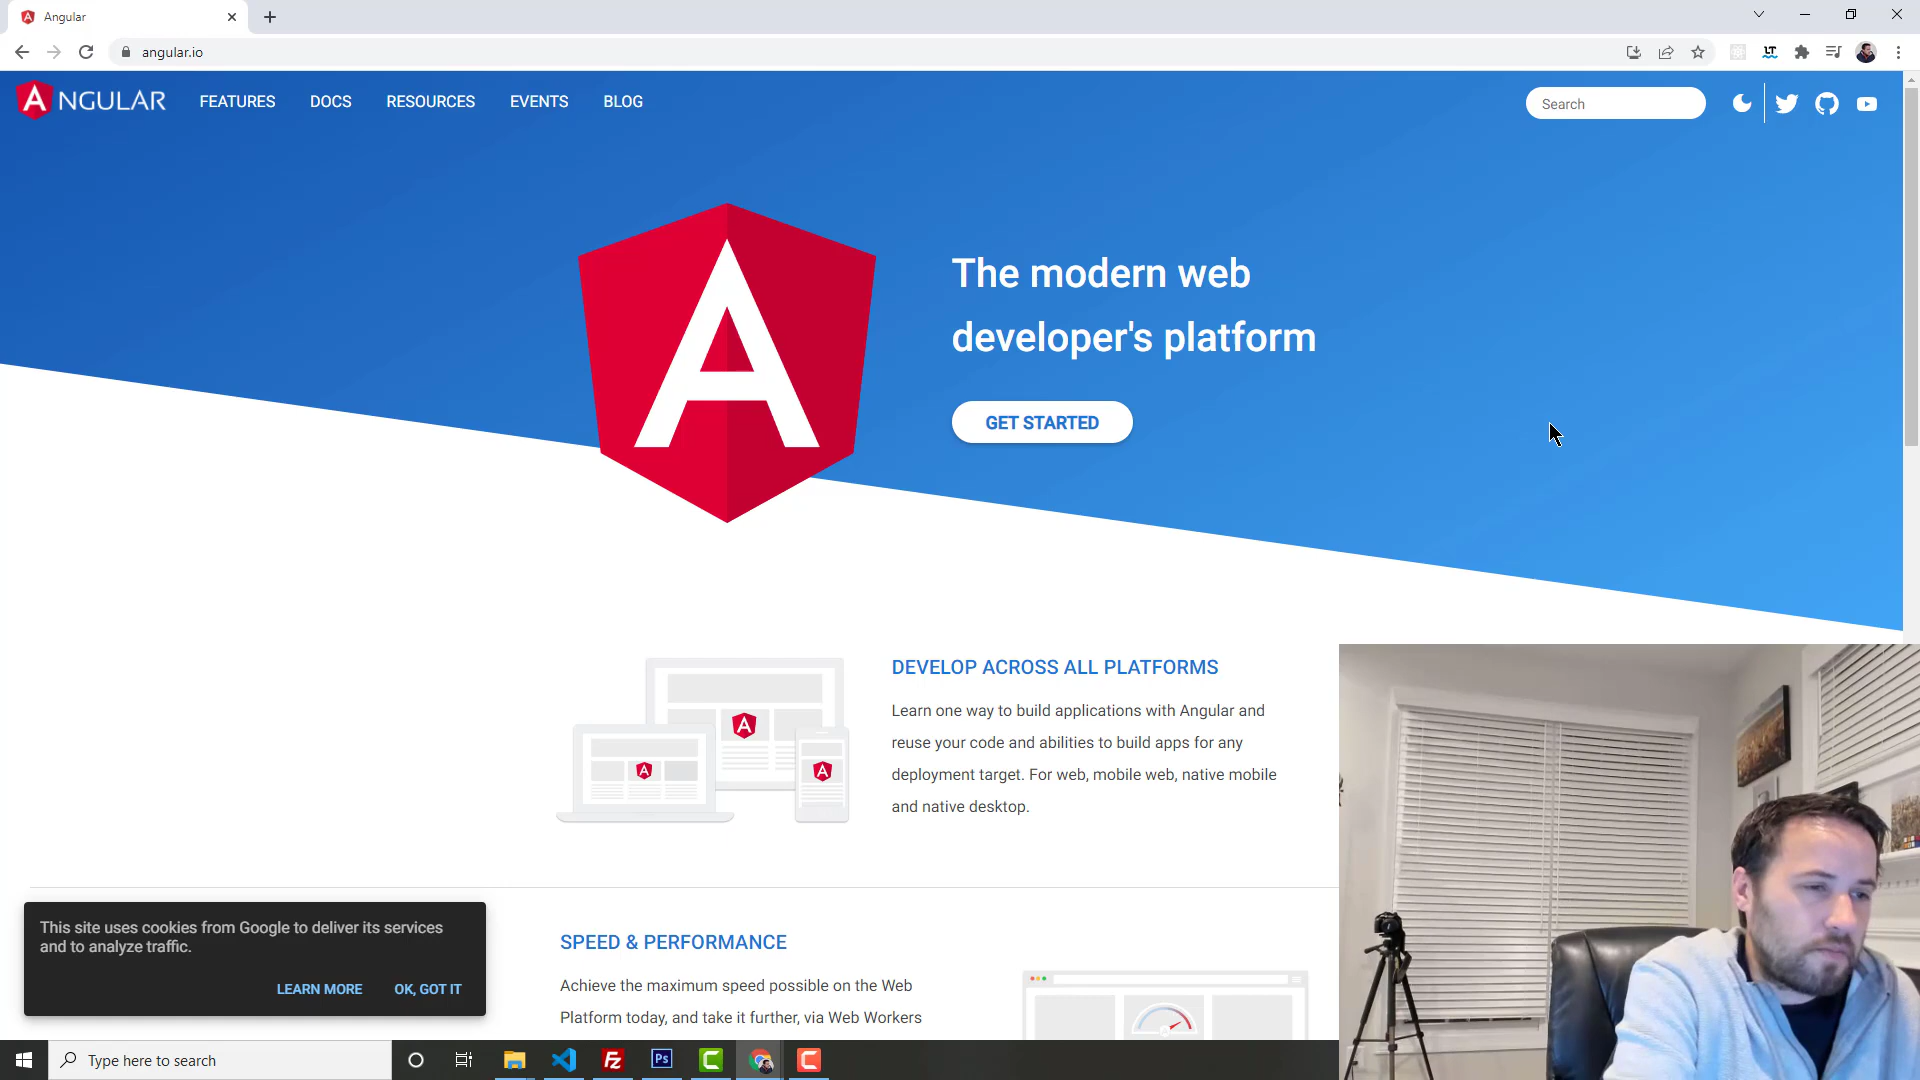 Angular
angular.io
ANGULAR
FEATURES
DOCS
RESOURCES
EVENTS
BLOG
Search
The modern web
developer's platform
GET STARTED
DEVELOP ACROSS ALL PLATFORMS
Learn one way to build applications with Angular and
reuse your code and abilities to build apps for any
deployment target. For web, mobile web, native mobile
and native desktop.
This site uses cookies from Google to deliver its services
and to analyze traffic.
LEARN MORE
OK, GOT IT
SPEED & PERFORMANCE
Achieve the maximum speed possible on the Web
Platform today, and take it further, via Web Workers
Type here to search